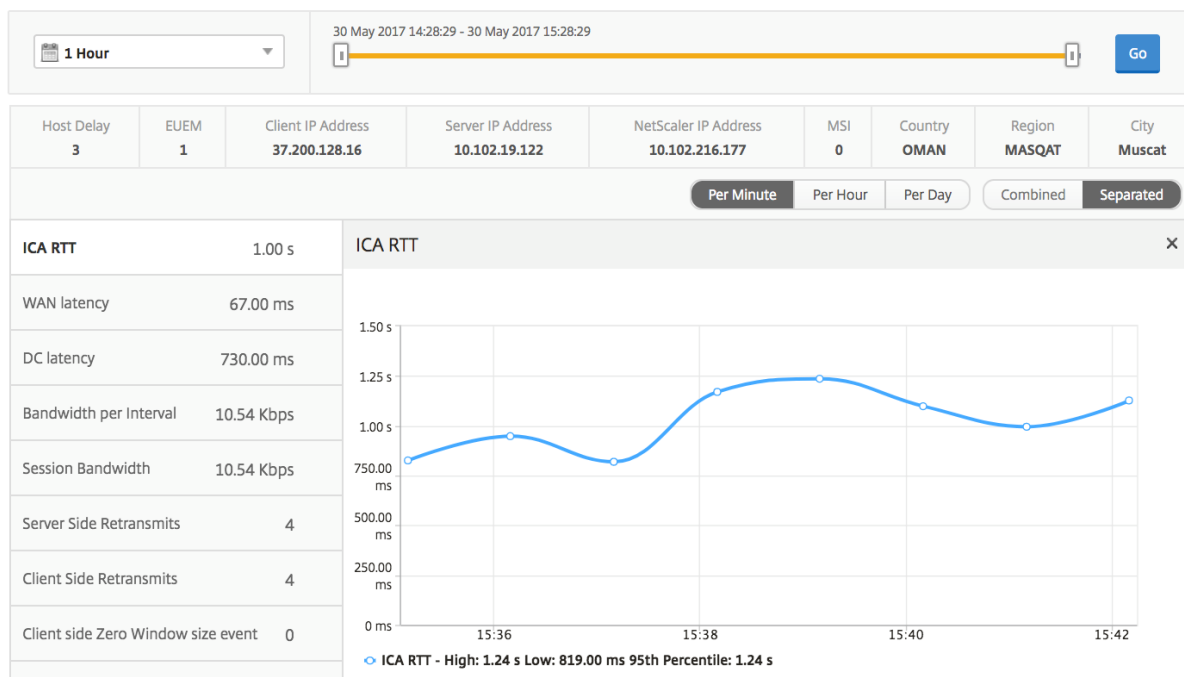 30 May 2017 14:28:29 - 30 May 2017 15:28:29
1 Hour
Go
Host Delay EUEM Client IP Address Server IP Address NetScaler IP Address MSI Country Region City
3 1 37.200.128.16 10.102.19.122 10.102.216.177 0 OMAN MASQAT Muscat
Per Minute Per Hour Per Day Combined Separated
ICA RTT 1.00 s
WAN latency 67.00 ms
DC latency 730.00 ms
Bandwidth per Interval 10.54 Kbps
Session Bandwidth 10.54 Kbps
Server Side Retransmits 4
Client Side Retransmits 4
Client side Zero Window size event 0
ICA RTT ×
1.50 s
1.25 s
1.00 s
750.00
ms
500.00
ms
250.00
ms
0 ms
15:36 15:38 15:40 15:42
ICA RTT - High: 1.24 s Low: 819.00 ms 95th Percentile: 1.24 s